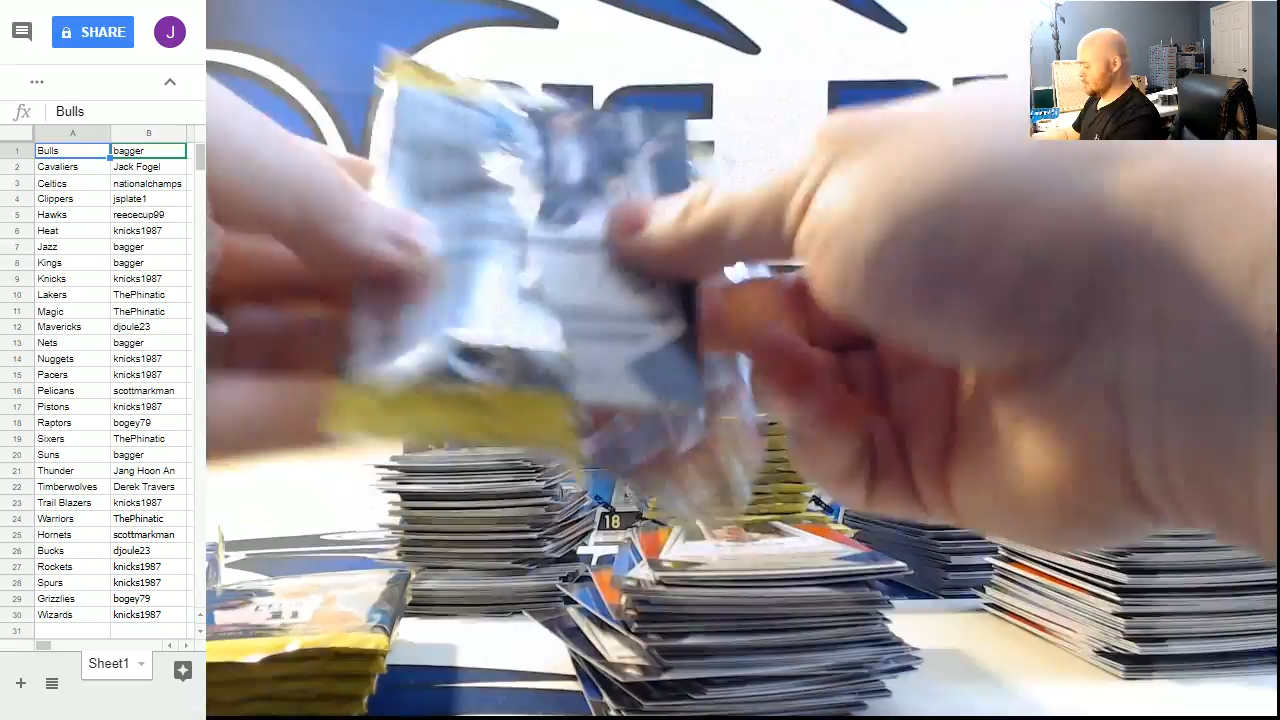 SHARE
J
...
fx Bulls
A B
1 Bulls bagger
2 Cavaliers Jack Fogel
3 Celtics nationalchamps
4 Clippers jsplate1
5 Hawks reececup99
6 Heat knicks1987
7 Jazz bagger
8 Kings bagger
9 Knicks knicks1987
10 Lakers ThePhinatic
11 Magic ThePhinatic
12 Mavericks djoule23
13 Nets bagger
14 Nuggets knicks1987
15 Pacers knicks1987
16 Pelicans scottmarkman
17 Pistons knicks1987
18 Raptors bogey79
19 Sixers ThePhinatic
20 Suns bagger
21 Thunder Jang Hoon An
22 Timberwolves Derek Travers
23 Trail Blazers knicks1987
24 Warriors ThePhinatic
25 Hornets scottmarkman
26 Bucks djoule23
27 Rockets knicks1987
28 Spurs knicks1987
29 Grizzlies bogey79
30 Wizards knicks1987
31
Sheet1
18